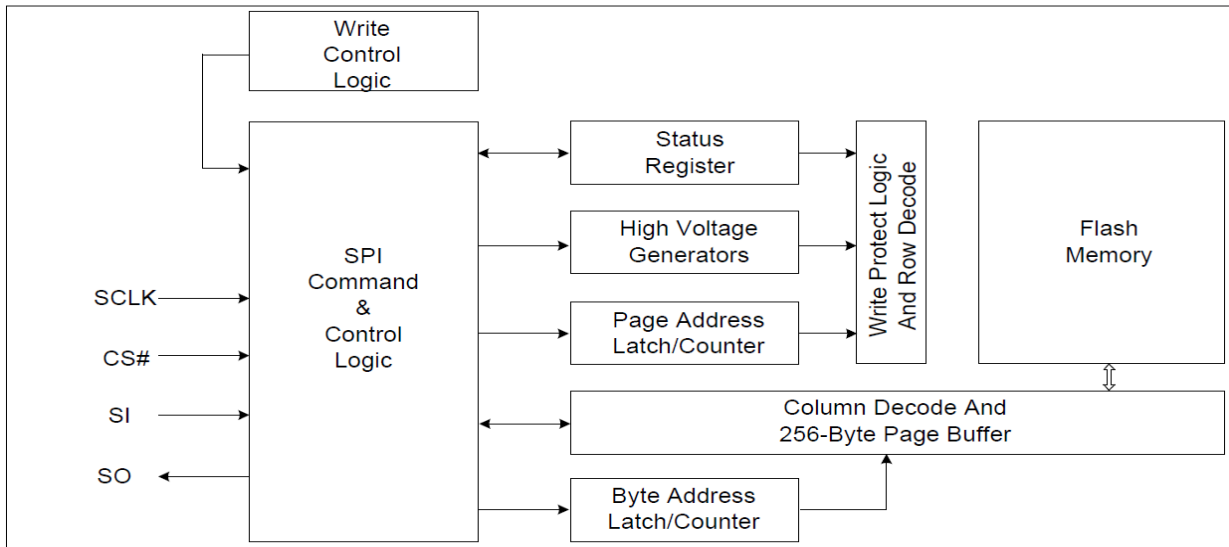 Write
Control
Logic
SPI
Command
&
Control
Logic
SCLK
CS#
SI
SO
Status
Register
High Voltage
Generators
Page Address
Latch/Counter
Write Protect Logic
And Row Decode
Flash
Memory
Column Decode And
256-Byte Page Buffer
Byte Address
Latch/Counter